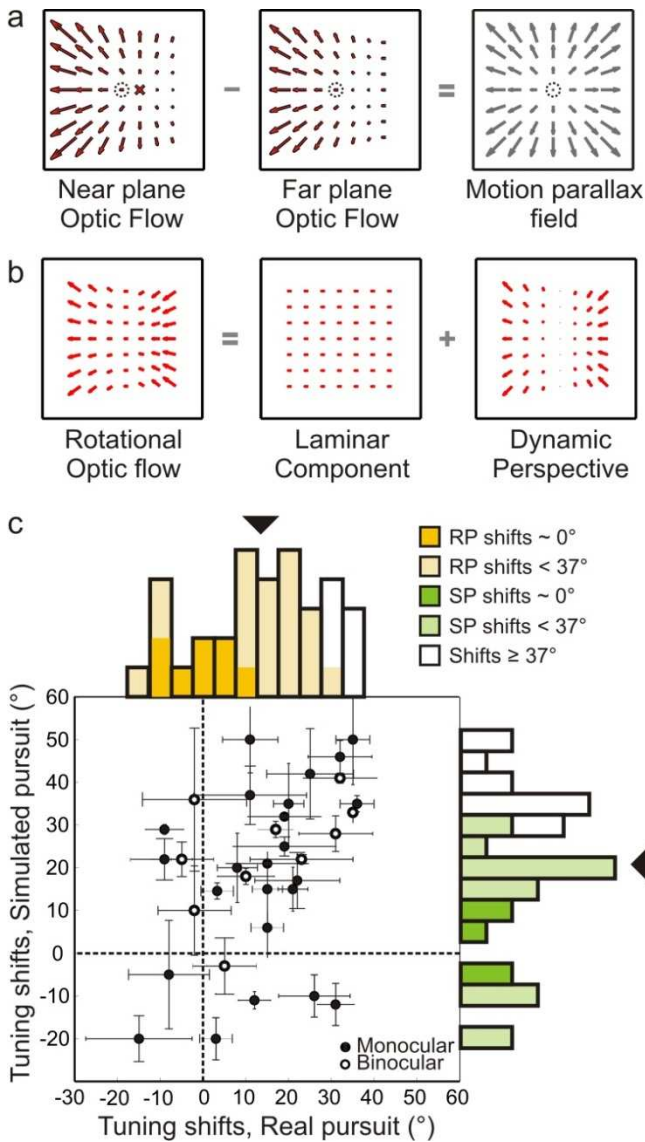 a
− =
Near plane Optic Flow
Far plane Optic Flow
Motion parallax field
b
= +
Rotational Optic flow
Laminar Component
Dynamic Perspective
c
RP shifts ~ 0°
RP shifts < 37°
SP shifts ~ 0°
SP shifts < 37°
Shifts ≥ 37°
Tuning shifts, Simulated pursuit (°)
60
50
40
30
20
10
0
-10
-20
Monocular
Binocular
-30 -20 -10 0 10 20 30 40 50 60
Tuning shifts, Real pursuit (°)